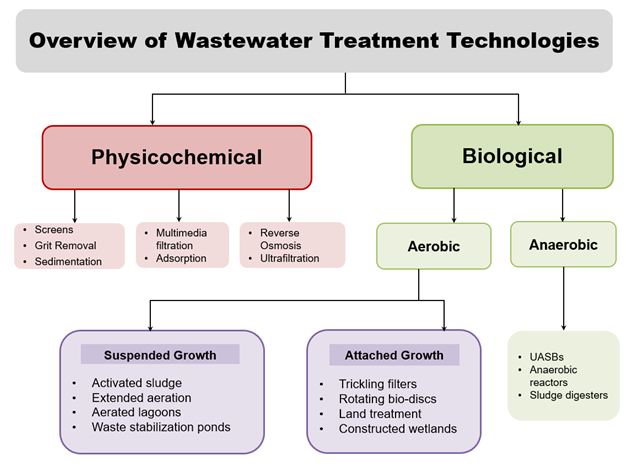 Overview of Wastewater Treatment Technologies
Physicochemical
Biological
• Screens
• Grit Removal
• Sedimentation
• Multimedia
filtration
• Adsorption
• Reverse
Osmosis
• Ultrafiltration
Aerobic
Anaerobic
Suspended Growth
• Activated sludge
• Extended aeration
• Aerated lagoons
• Waste stabilization ponds
Attached Growth
• Trickling filters
• Rotating bio-discs
• Land treatment
• Constructed wetlands
• UASBs
• Anaerobic
reactors
• Sludge digesters